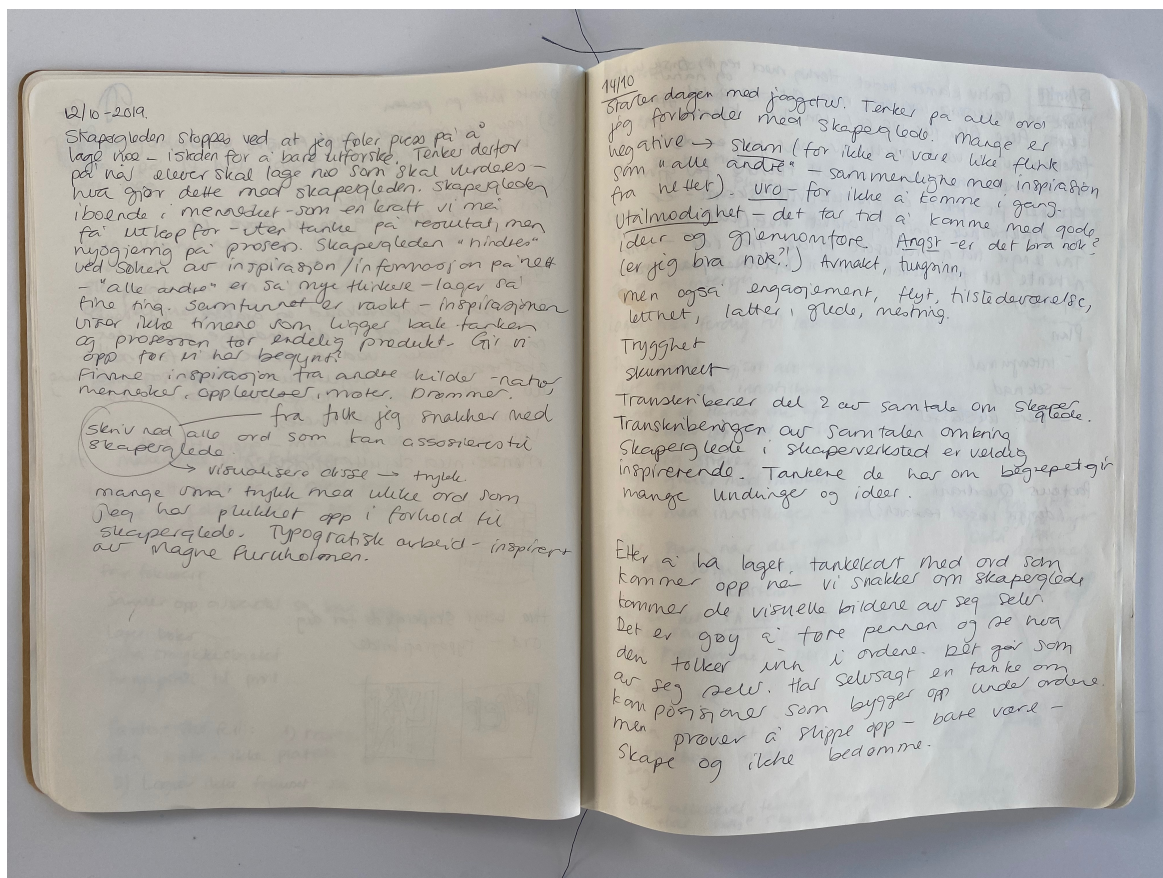 12/10-2019.
Skapergleden stoppes ved at jeg føler press på å
lage noe – isteden for å bare utforske. Tenker derfor
på når elever skal lage noe som skal vurderes –
hva gjør dette med skapergleden. Skapergleden
iboende i mennesket – som en kraft vi må
få utløp for – uten tanke på resultat, men
nysgjerrig på prosess. Skapergleden "hindres"
ved søken av inspirasjon/informasjon på nett
– "alle andre" er så mye flinkere – lager så
fine ting. Samfunnet er raskt – inspirasjonen
viser ikke timene som ligger bak tanken
og prosessen før endelig produkt. Gir vi
opp før vi har begynt?
Finne inspirasjon fra andre kilder – natur,
mennesker, opplevelser, møter. Drømmer.
fra folk jeg snakker med
skriv ned alle ord som kan assosieres til
skaperglede.
→ visualisere disse → trykk
mange små trykk med ulike ord som
jeg har plukket opp i forhold til
skaperglede. Typografisk arbeid – inspirert
av Magne Furuholmen.
14/10
Starter dagen med joggetur. Tenker på alle ord
jeg forbinder med skaperglede. Mange er
negative → skam (for ikke å være like flink
som "alle andre" – sammenligne med inspirasjon
fra nettet). Uro – for ikke å komme i gang.
Utålmodighet – det tar tid å komme med gode
ideer og gjennomføre. Angst – er det bra nok?
(er jeg bra nok?!) Avmakt, tungsinn,
men også engasjement, flyt, tilstedeværelse,
letthet, latter, glede, mestring.
Trygghet
skummelt
Transkriberer del 2 av samtale om skaper
glede.
Transkriberingen av samtalen omkring
skaperglede i skaperverksted er veldig
inspirerende. Tankene de har om begrepet gir
mange undringer og ideer.
Etter å ha laget tankekart med ord som
kommer opp når vi snakker om skaperglede
kommer de visuelle bildene av seg selv.
Det er gøy å føre pennen og se hva
den tolker inn i ordene. Det går som
av seg selv. Har selvsagt en tanke om
komposisjoner som bygger opp under ordene.
men prøver å slippe opp – bare være –
skape og ikke bedømme.